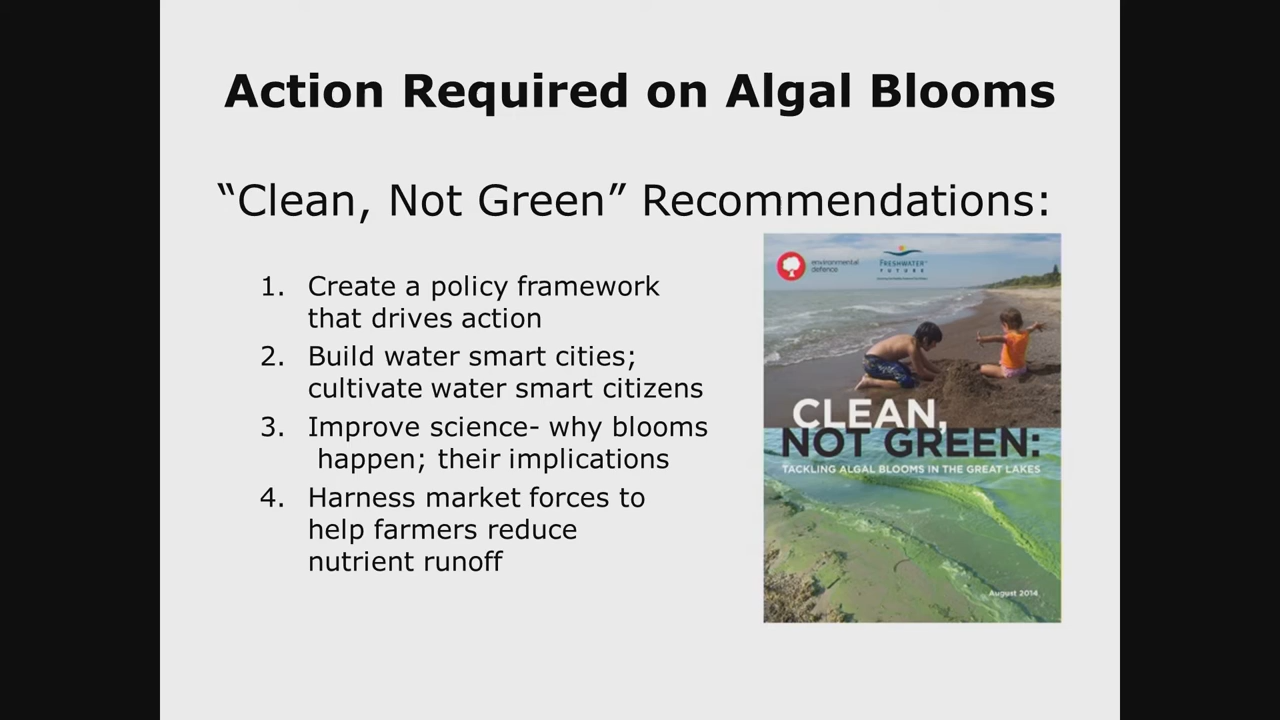 Action Required on Algal Blooms
“Clean, Not Green” Recommendations:
1. Create a policy framework
that drives action
2. Build water smart cities;
cultivate water smart citizens
3. Improve science- why blooms
happen; their implications
4. Harness market forces to
help farmers reduce
nutrient runoff
environmental
defence
FRESHWATER
FUTURE
CLEAN,
NOT GREEN:
TACKLING ALGAL BLOOMS IN THE GREAT LAKES
August 2014